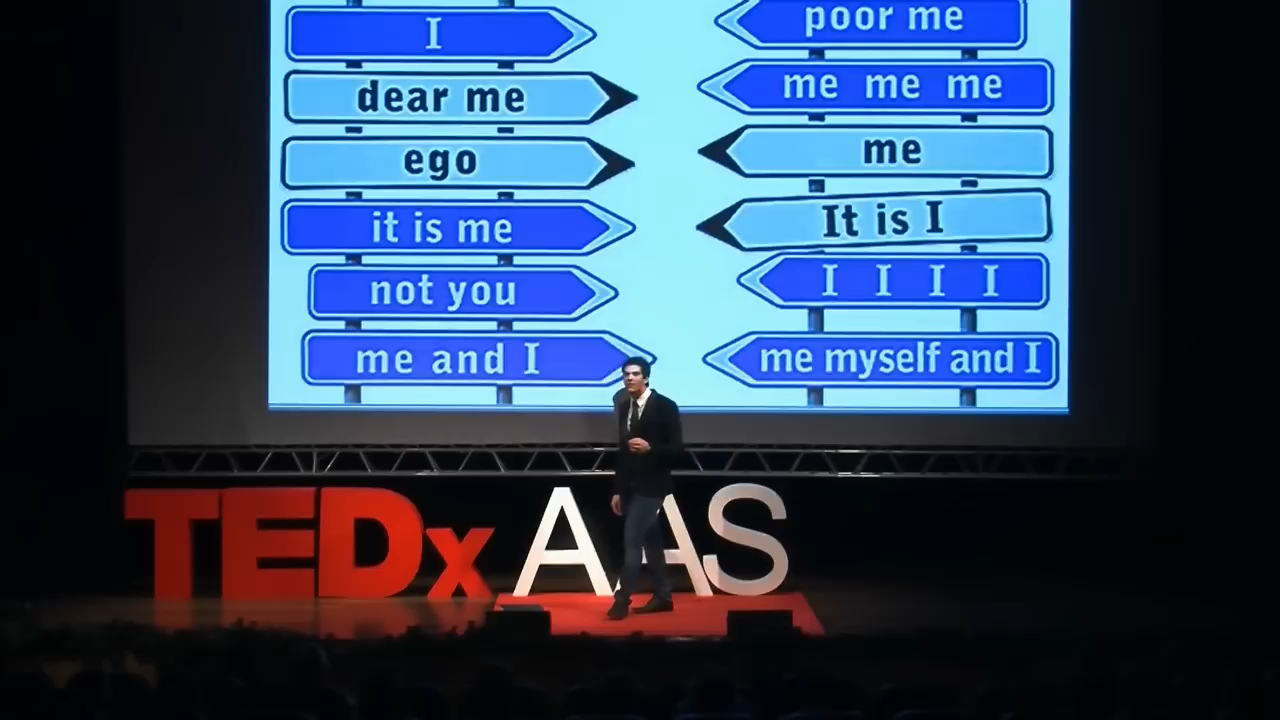 I
dear me
ego
it is me
not you
me and I
poor me
me me me
me
It is I
I I I I
me myself and I
TEDx AAS